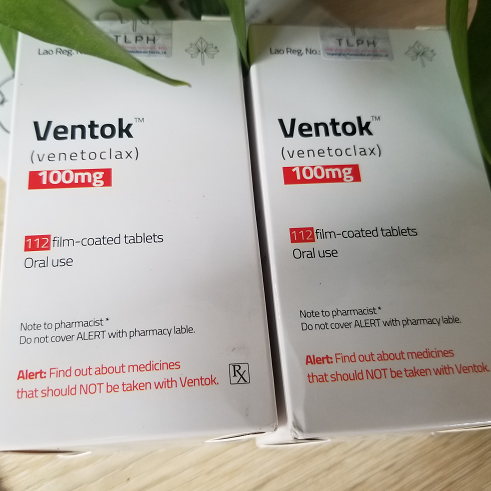 Lao Reg.
TLPH
Ventok™
(venetoclax)
100mg
112 film-coated tablets
Oral use
Note to pharmacist *
Do not cover ALERT with pharmacy lable.
Alert: Find out about medicines
that should NOT be taken with Ventok.
Rx
Lao Reg. No.:
TLPH
Ventok™
(venetoclax)
100mg
112 film-coated tablets
Oral use
Note to pharmacist *
Do not cover ALERT with pharmacy lable.
Alert: Find out about medicines
that should NOT be taken with Ventok.